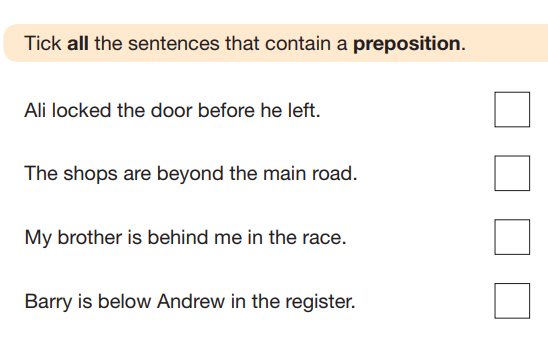 Tick all the sentences that contain a preposition.
Ali locked the door before he left.
The shops are beyond the main road.
My brother is behind me in the race.
Barry is below Andrew in the register.